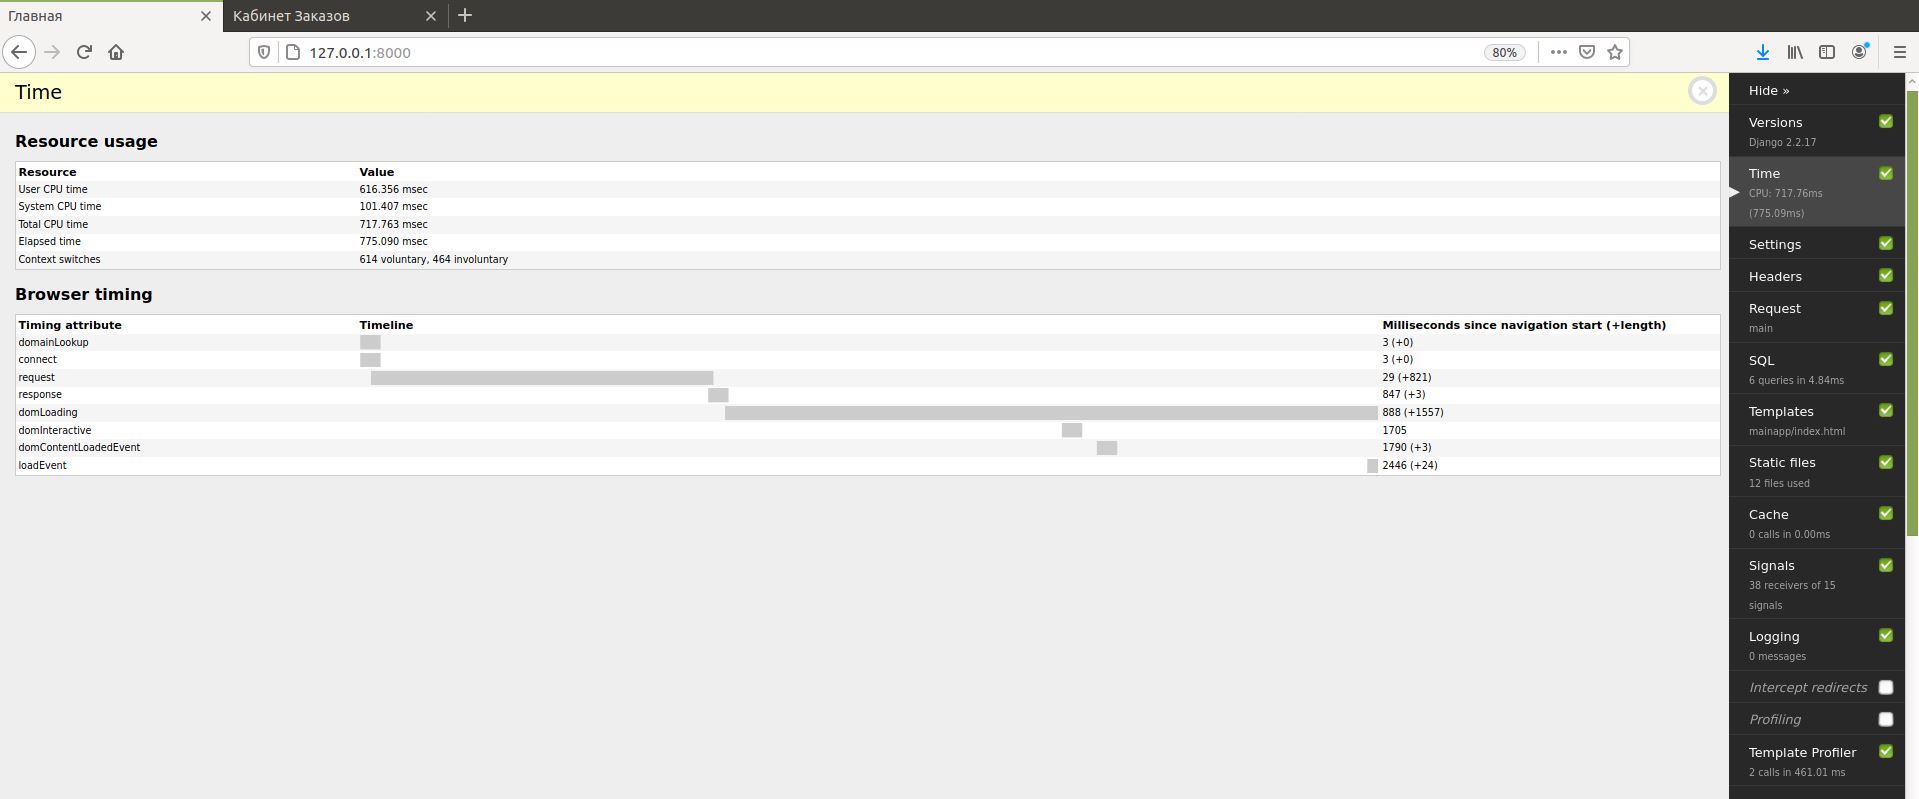 Главная
Кабинет Заказов
127.0.0.1:8000
80%
Time
Resource usage
Resource Value
User CPU time 616.356 msec
System CPU time 101.407 msec
Total CPU time 717.763 msec
Elapsed time 775.090 msec
Context switches 614 voluntary, 464 involuntary
Browser timing
Timing attribute Timeline Milliseconds since navigation start (+length)
domainLookup 3 (+0)
connect 3 (+0)
request 29 (+821)
response 847 (+3)
domLoading 888 (+1557)
domInteractive 1705
domContentLoadedEvent 1790 (+3)
loadEvent 2446 (+24)
Hide »
Versions
Django 2.2.17
Time
CPU: 717.76ms
(775.09ms)
Settings
Headers
Request
main
SQL
6 queries in 4.84ms
Templates
mainapp/index.html
Static files
12 files used
Cache
0 calls in 0.00ms
Signals
38 receivers of 15
signals
Logging
0 messages
Intercept redirects
Profiling
Template Profiler
2 calls in 461.01 ms